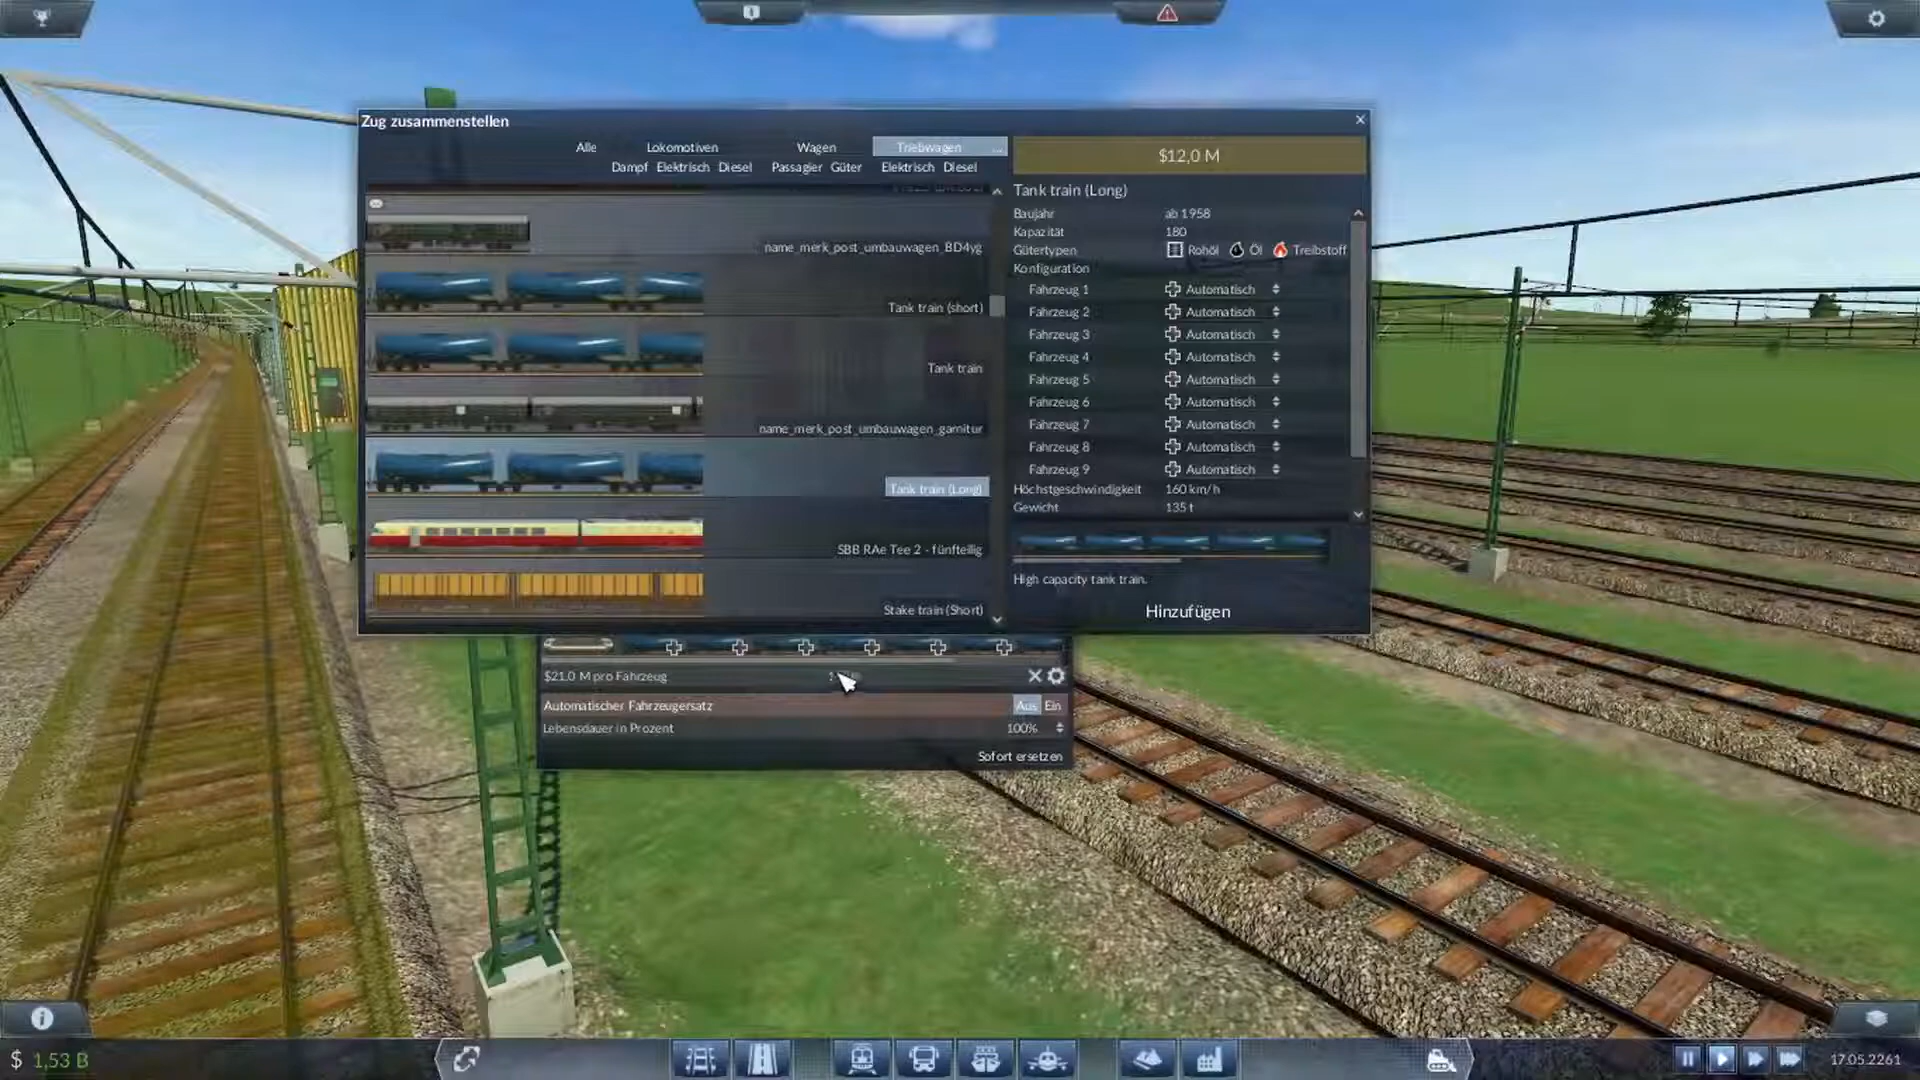 Zug zusammenstellen
Alle Lokomotiven Wagen Triebwagen ...
Dampf Elektrisch Diesel Passagier Güter Elektrisch Diesel
name_merk_post_umbauwagen_BD4yg
Tank train (short)
Tank train
name_merk_post_umbauwagen_garnitur
Tank train (Long)
SBB RAe Tee 2 - fünfteilig
Stake train (Short)
$12,0 M
Tank train (Long)
Baujahr ab 1958
Kapazität 180
Gütertypen Rohöl Öl Treibstoff
Konfiguration
Fahrzeug 1 Automatisch
Fahrzeug 2 Automatisch
Fahrzeug 3 Automatisch
Fahrzeug 4 Automatisch
Fahrzeug 5 Automatisch
Fahrzeug 6 Automatisch
Fahrzeug 7 Automatisch
Fahrzeug 8 Automatisch
Fahrzeug 9 Automatisch
Höchstgeschwindigkeit 160 km/h
Gewicht 135 t
High capacity tank train.
Hinzufügen
$21,0 M pro Fahrzeug
Automatischer Fahrzeugersatz Aus Ein
Lebensdauer in Prozent 100%
Sofort ersetzen
$ 1,53 B
17.05.2261